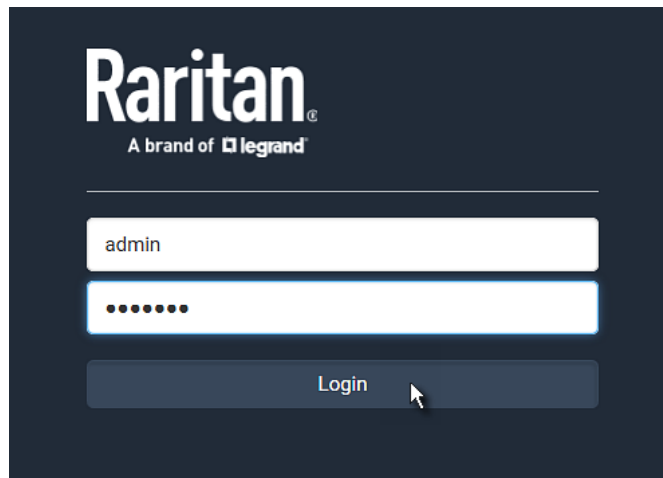 Raritan®
A brand of legrand®
admin
•••••••
Login